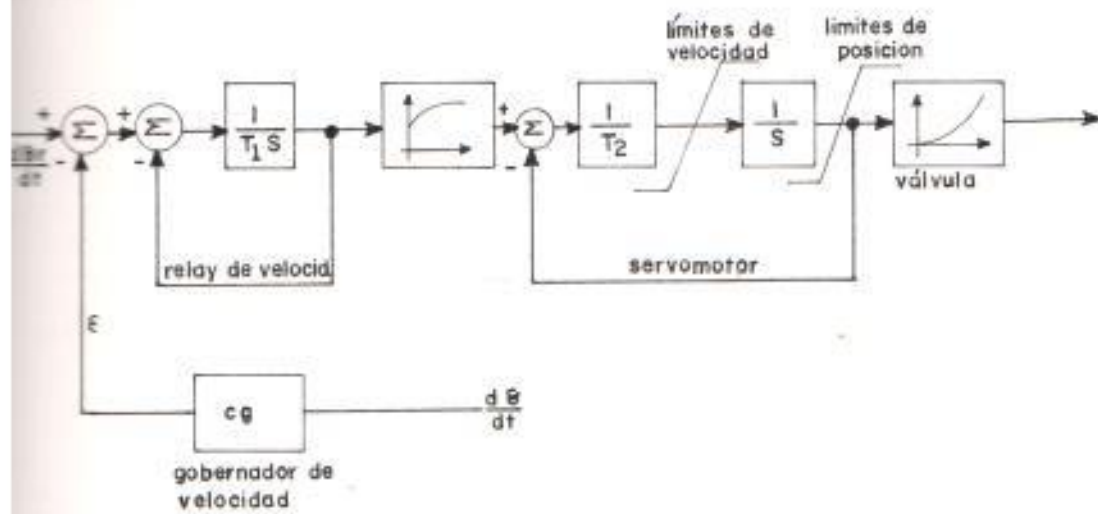 límites de
velocidad
limites de
posicion
+
+
Σ
-
Σ
-
1
T₁ S
+
Σ
-
1
T₂
1
S
válvula
relay de velocid
servomotor
ε
cg
d θ
dt
gobernador de
velocidad